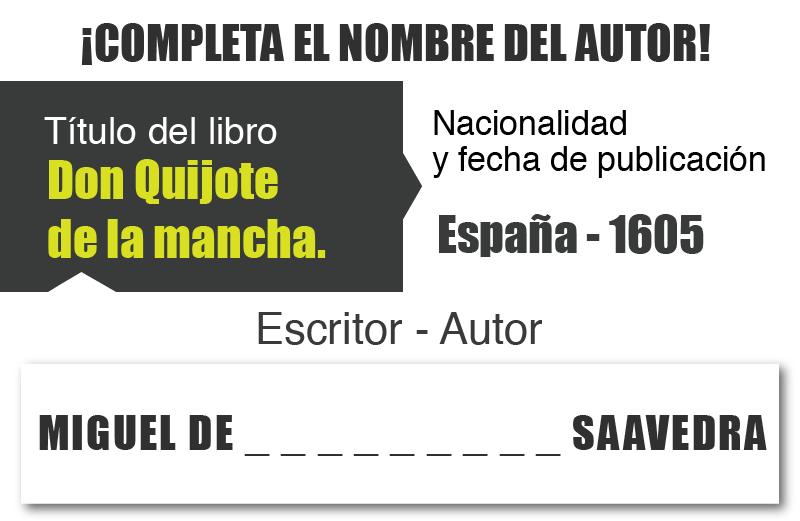 ¡COMPLETA EL NOMBRE DEL AUTOR!
Título del libro
Don Quijote
de la mancha.
Nacionalidad
y fecha de publicación
España - 1605
Escritor - Autor
MIGUEL DE _ _ _ _ _ _ _ _ _ SAAVEDRA